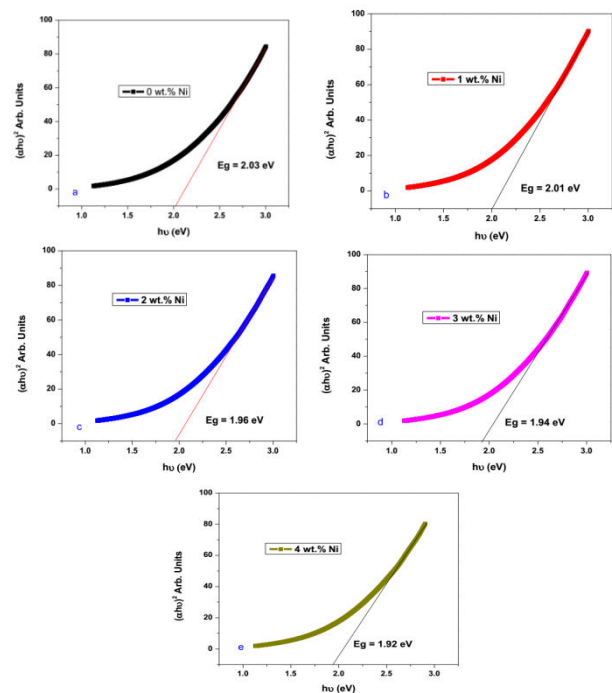 100
80
60
40
20
0
(αhυ)² Arb. Units
0 wt.% Ni
Eg = 2.03 eV
a
1.0 1.5 2.0 2.5 3.0
hυ (eV)
100
80
60
40
20
0
(αhυ)² Arb. Units
1 wt.% Ni
Eg = 2.01 eV
b
1.0 1.5 2.0 2.5 3.0
hυ (eV)
100
80
60
40
20
0
(αhυ)² Arb. Units
2 wt.% Ni
Eg = 1.96 eV
c
1.0 1.5 2.0 2.5 3.0
hυ (eV)
100
80
60
40
20
0
(αhυ)² Arb. Units
3 wt.% Ni
Eg = 1.94 eV
d
1.0 1.5 2.0 2.5 3.0
hυ (eV)
100
80
60
40
20
0
(αhυ)² Arb. Units
4 wt.% Ni
Eg = 1.92 eV
e
1.0 1.5 2.0 2.5 3.0
hυ (eV)